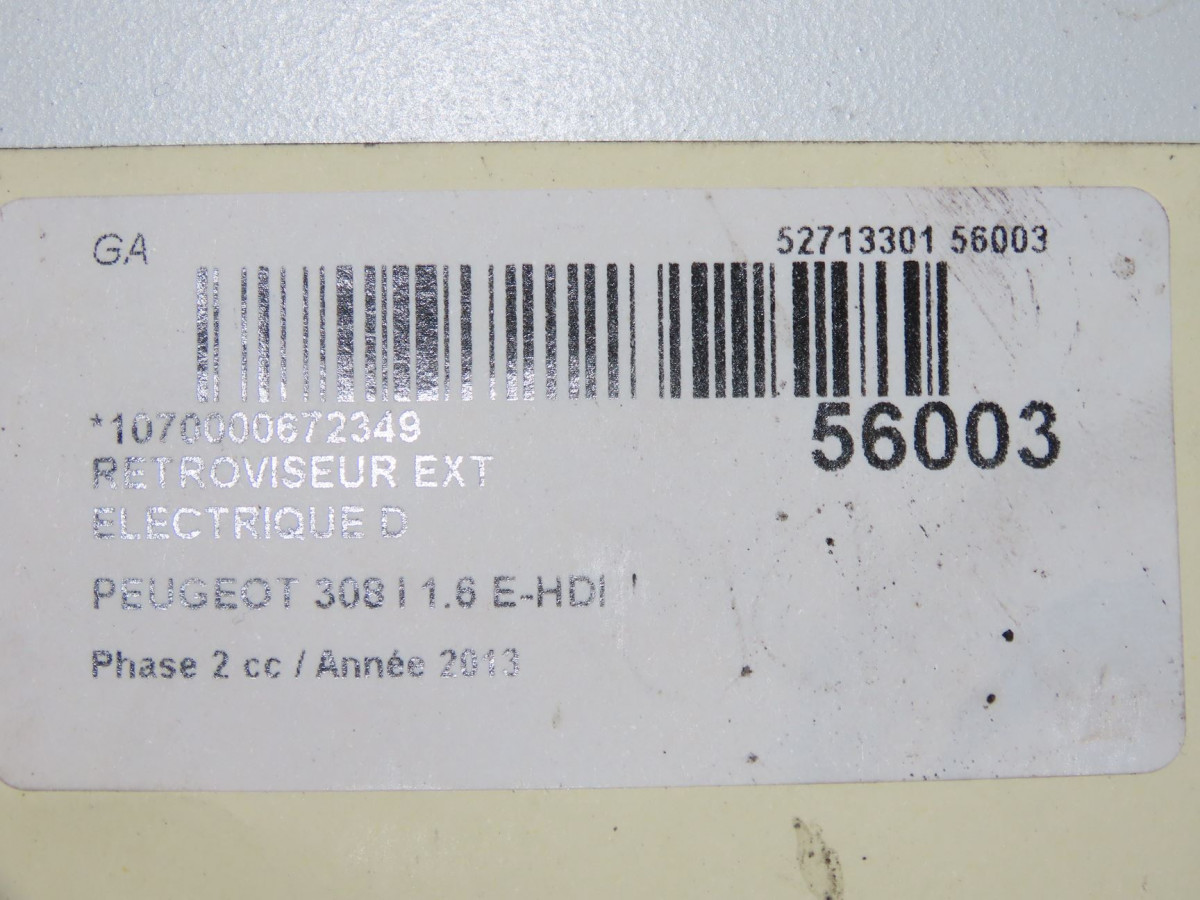 GA
52713301 56003
*1070000672349
56003
RETROVISEUR EXT
ELECTRIQUE D
PEUGEOT 308 I 1.6 E-HDI
Phase 2 cc / Année 2013